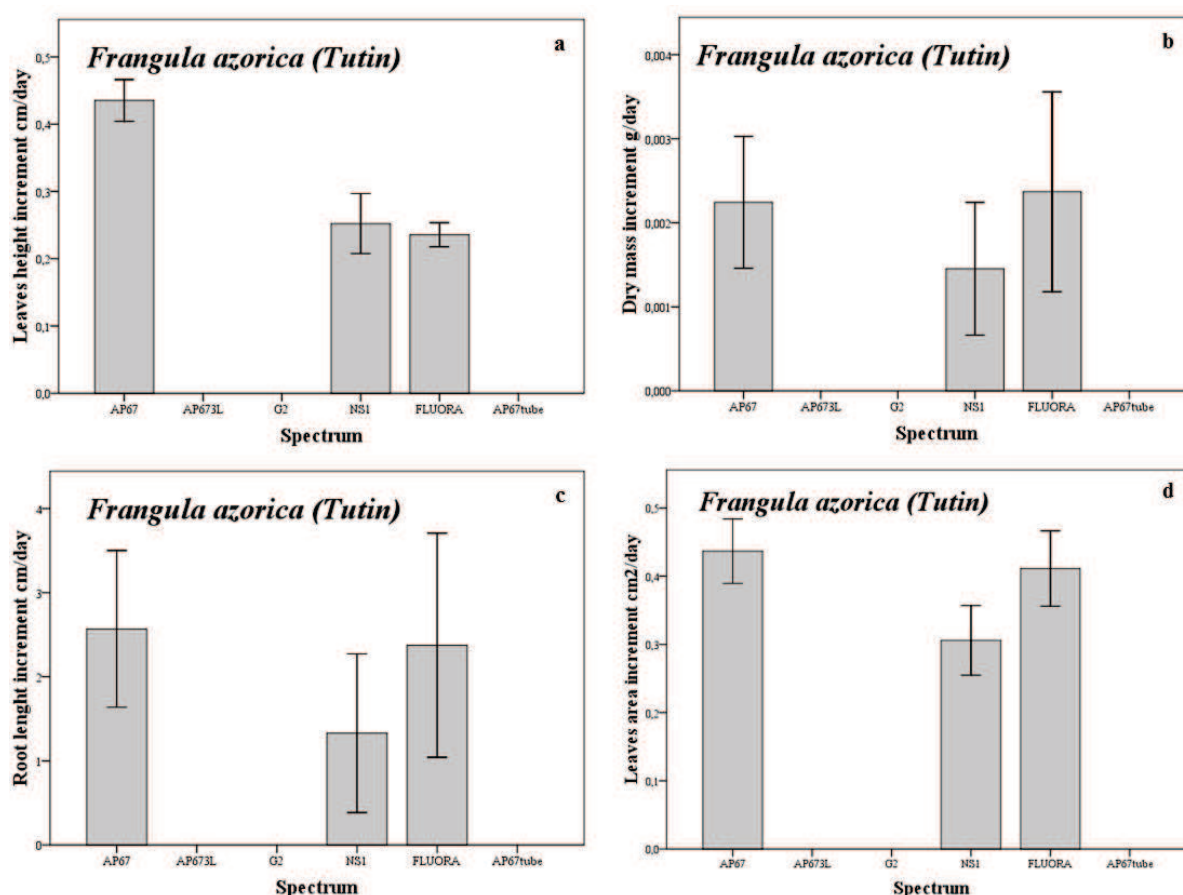 Frangula azorica (Tutin)
a
Leaves height increment cm/day
0,5
0,4
0,3
0,2
0,1
0,0
AP67 AP673L G2 NS1 FLUORA AP67tube
Spectrum
Frangula azorica (Tutin)
b
Dry mass increment g/day
0,004
0,003
0,002
0,001
0,000
AP67 AP673L G2 NS1 FLUORA AP67tube
Spectrum
Frangula azorica (Tutin)
c
Root lenght increment cm/day
4
3
2
1
0
AP67 AP673L G2 NS1 FLUORA AP67tube
Spectrum
Frangula azorica (Tutin)
d
Leaves area increment cm2/day
0,5
0,4
0,3
0,2
0,1
0,0
AP67 AP673L G2 NS1 FLUORA AP67tube
Spectrum